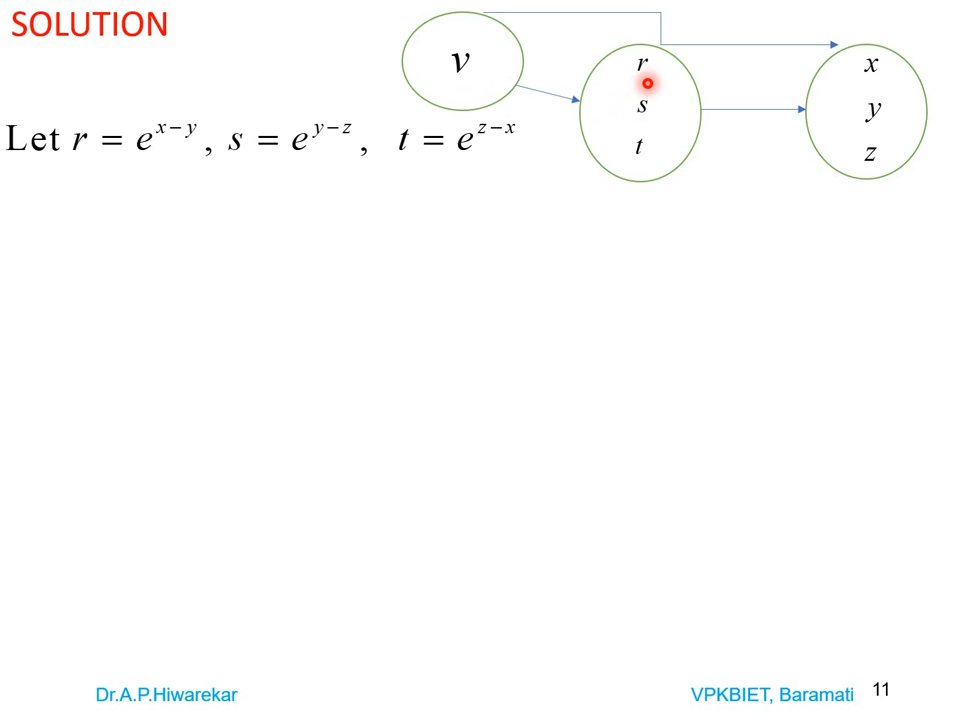 SOLUTION
v
r
s
t
x
y
z
Let r = e^{x−y}, s = e^{y−z}, t = e^{z−x}
Dr.A.P.Hiwarekar
VPKBIET, Baramati 11